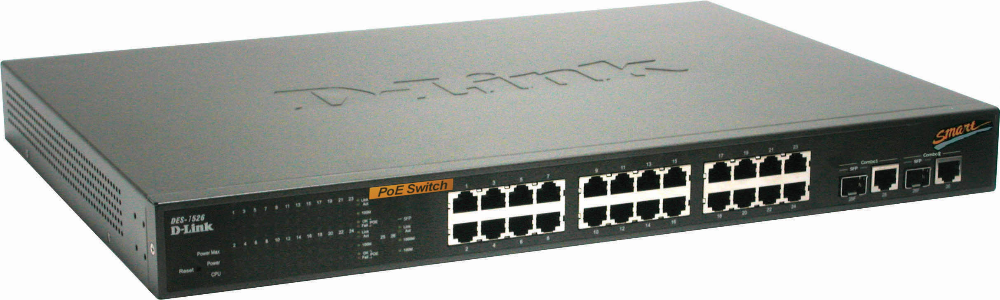 D-Link
Smart
PoE Switch
DES-1526
D-Link
1 3 5 7 9 11 13 15 17 19 21 23
Link
Act
100M
OK
Fail
POE
2 4 6 8 10 12 14 16 18 20 22 24
Link
Act
100M
OK
Fail
POE
25 26
SFP
Link
Act
1000M
100M
Power Max
Power
CPU
Reset
1 3 5 7
2 4 6 8
9 11 13 15
10 12 14 16
17 19 21 23
18 20 22 24
Combo1
SFP
25F 25
Combo2
SFP
26F 26